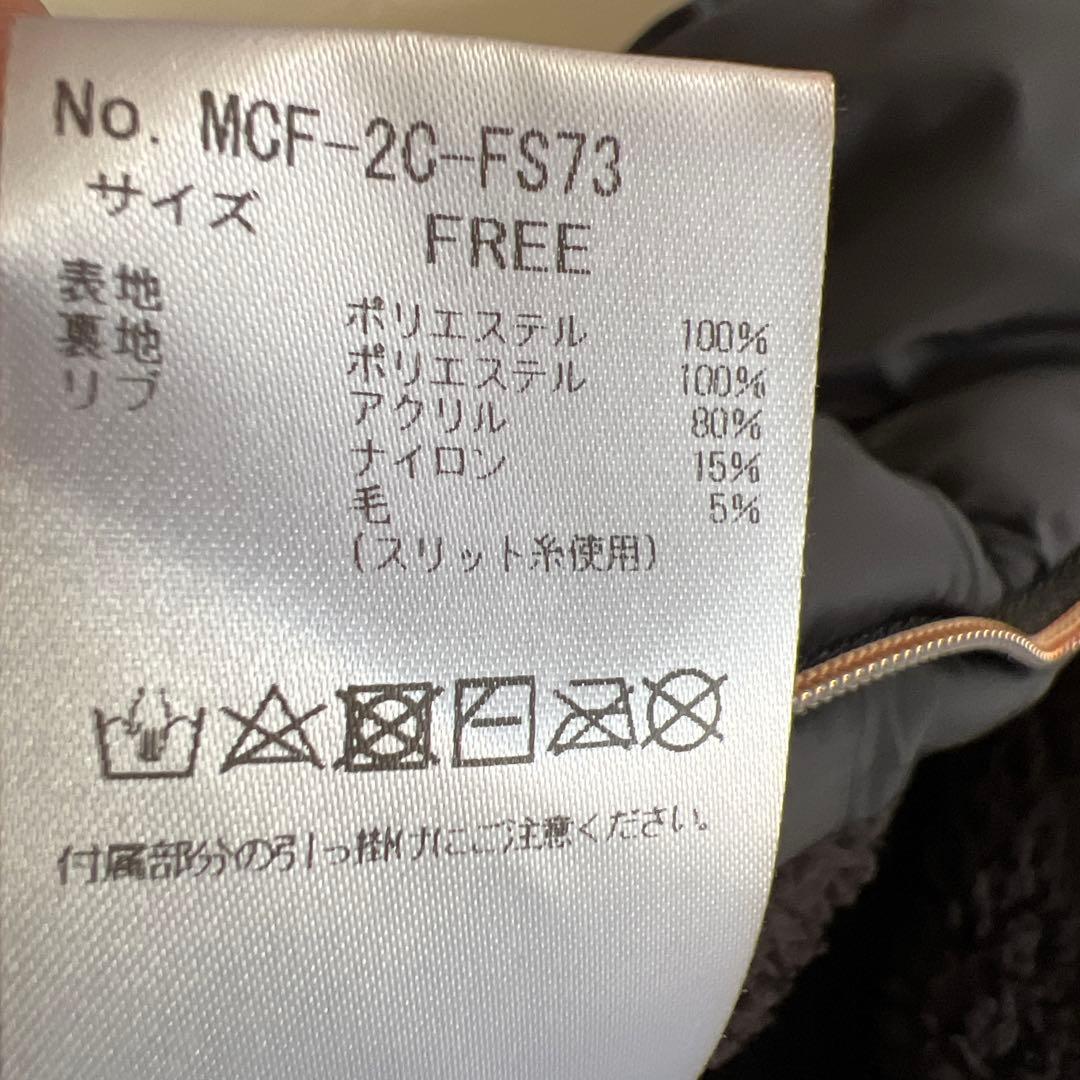 No. MCF-2C-FS73
サイズ FREE
表地 ポリエステル 100%
裏地 ポリエステル 100%
リブ アクリル 80%
ナイロン 15%
毛 5%
(スリット糸使用)
付属部分の引っ掛けにご注意ください。